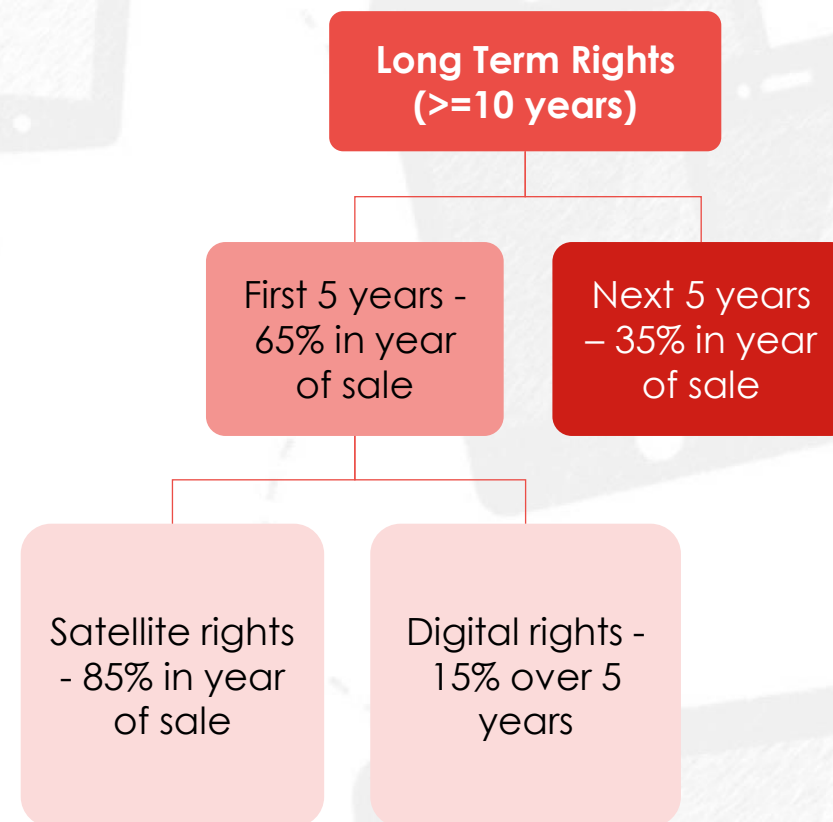 Long Term Rights
(>=10 years)
First 5 years -
65% in year
of sale
Next 5 years
– 35% in year
of sale
Satellite rights
- 85% in year
of sale
Digital rights -
15% over 5
years